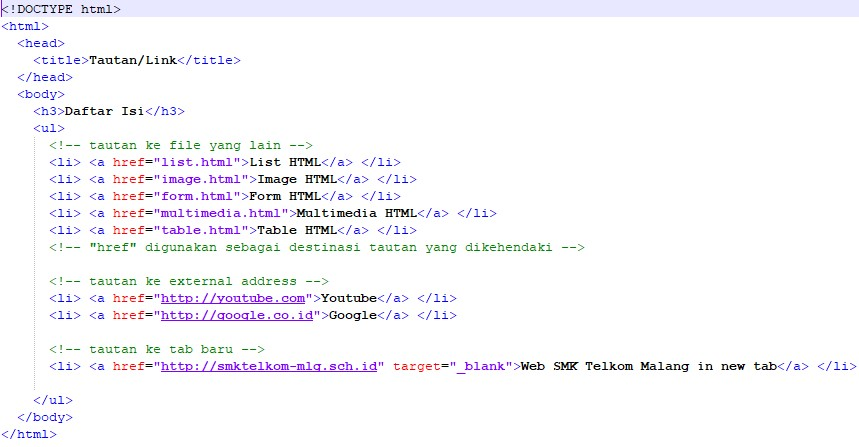 <!DOCTYPE html>
<html>
<head>
<title>Tautan/Link</title>
</head>
<body>
<h3>Daftar Isi</h3>
<ul>
<!-- tautan ke file yang lain -->
<li> <a href="list.html">List HTML</a> </li>
<li> <a href="image.html">Image HTML</a> </li>
<li> <a href="form.html">Form HTML</a> </li>
<li> <a href="multimedia.html">Multimedia HTML</a> </li>
<li> <a href="table.html">Table HTML</a> </li>
<!-- "href" digunakan sebagai destinasi tautan yang dikehendaki -->
<!-- tautan ke external address -->
<li> <a href="http://youtube.com">Youtube</a> </li>
<li> <a href="http://google.co.id">Google</a> </li>
<!-- tautan ke tab baru -->
<li> <a href="http://smktelkom-mlg.sch.id" target="_blank">Web SMK Telkom Malang in new tab</a> </li>
</ul>
</body>
</html>